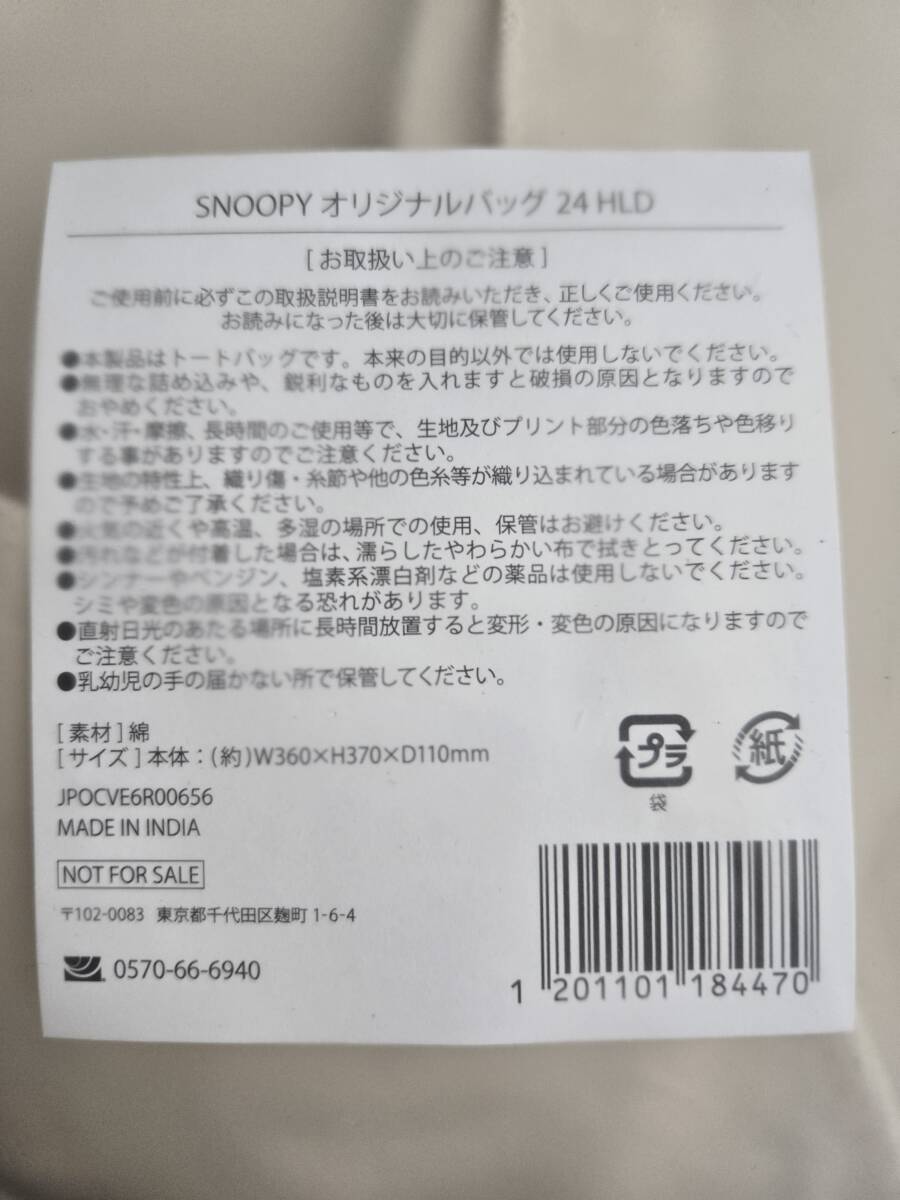 SNOOPY オリジナルバッグ 24 HLD
[ お取扱い上のご注意 ]
ご使用前に必ずこの取扱説明書をお読みいただき、正しくご使用ください。
お読みになった後は大切に保管してください。
●本製品はトートバッグです。本来の目的以外では使用しないでください。
●無理な詰め込みや、鋭利なものを入れますと破損の原因となりますので
おやめください。
●水・汗・摩擦、長時間のご使用等で、生地及びプリント部分の色落ちや色移り
する事がありますのでご注意ください。
●生地の特性上、織り傷・糸節や他の色糸等が織り込まれている場合があります
ので予めご了承ください。
●火気の近くや高温、多湿の場所での使用、保管はお避けください。
●汚れなどが付着した場合は、濡らしたやわらかい布で拭きとってください。
●シンナーやベンジン、塩素系漂白剤などの薬品は使用しないでください。
シミや変色の原因となる恐れがあります。
●直射日光のあたる場所に長時間放置すると変形・変色の原因になりますので
ご注意ください。
●乳幼児の手の届かない所で保管してください。
[ 素材 ] 綿
[ サイズ ] 本体：(約)W360×H370×D110mm
JPOCVE6R00656
MADE IN INDIA
プラ
袋
紙
NOT FOR SALE
〒102-0083 東京都千代田区麹町 1-6-4
0570-66-6940
1 201101 184470